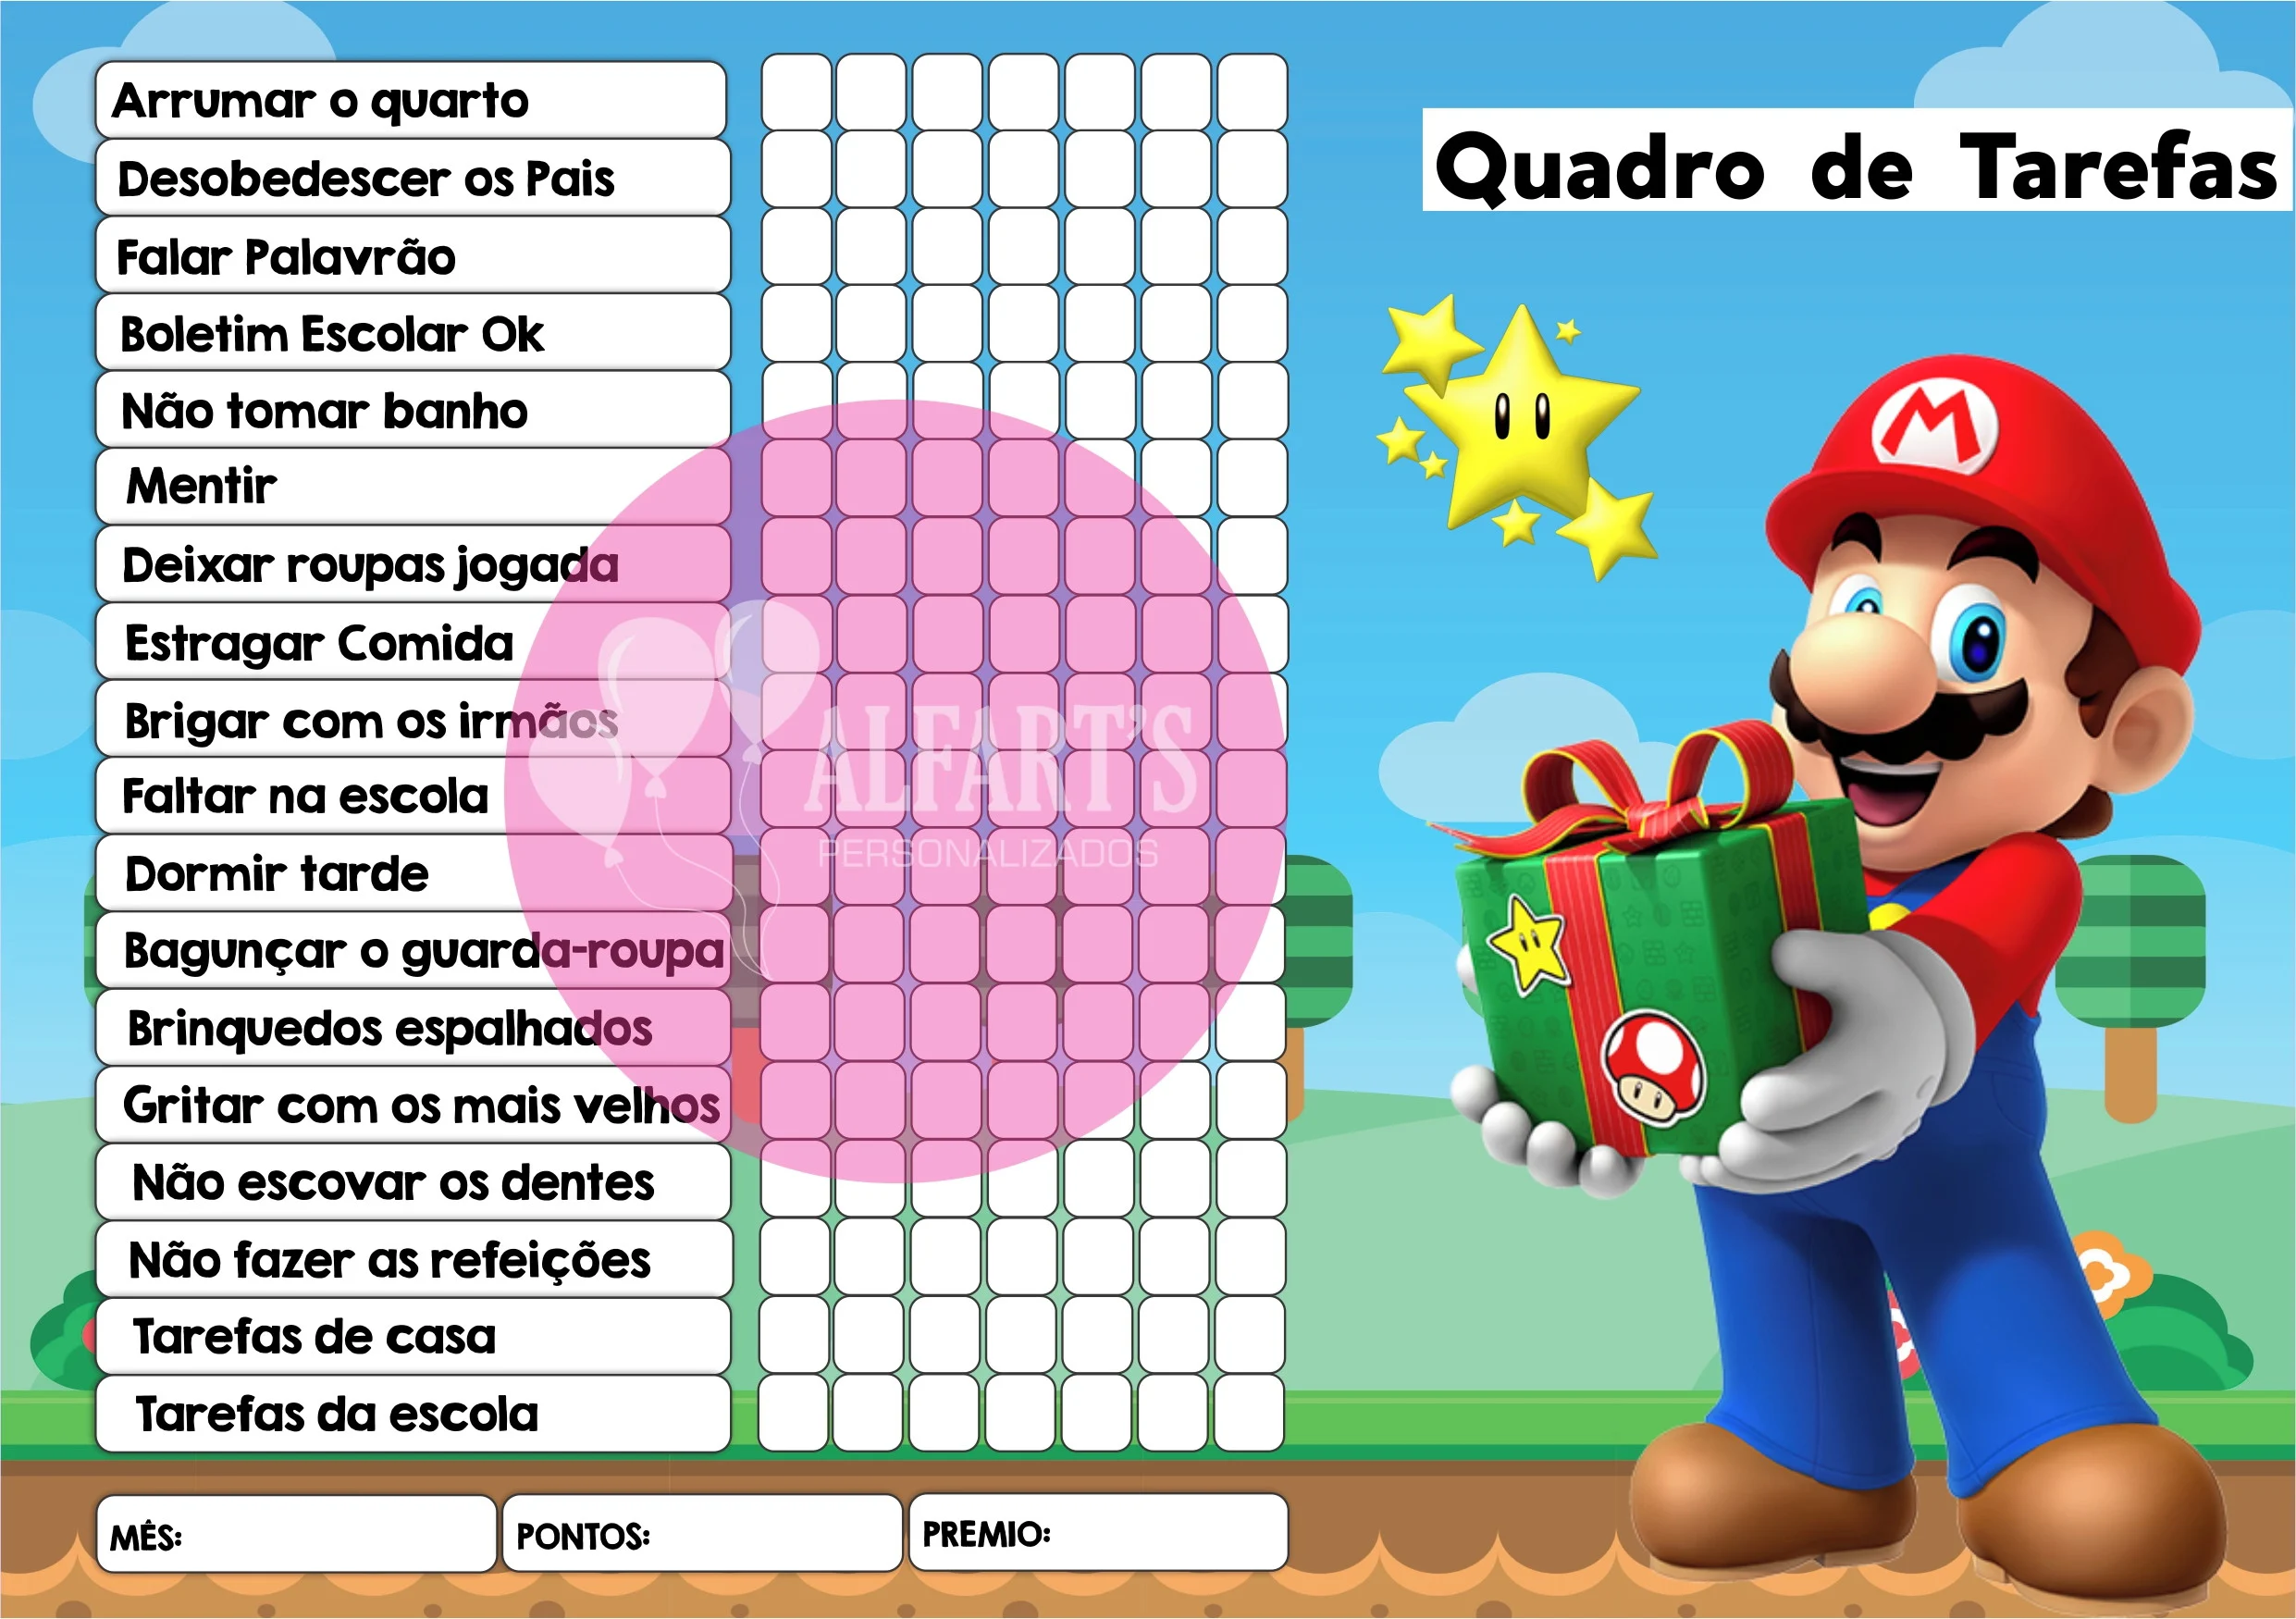 Arrumar o quarto
Desobedescer os Pais
Falar Palavrão
Boletim Escolar Ok
Não tomar banho
Mentir
Deixar roupas jogada
Estragar Comida
Brigar com os irmãos
Faltar na escola
Dormir tarde
Bagunçar o guarda-roupa
Brinquedos espalhados
Gritar com os mais velhos
Não escovar os dentes
Não fazer as refeições
Tarefas de casa
Tarefas da escola
MÊS:
PONTOS:
PREMIO:
Quadro de Tarefas
M
ALFART'S
PERSONALIZADOS